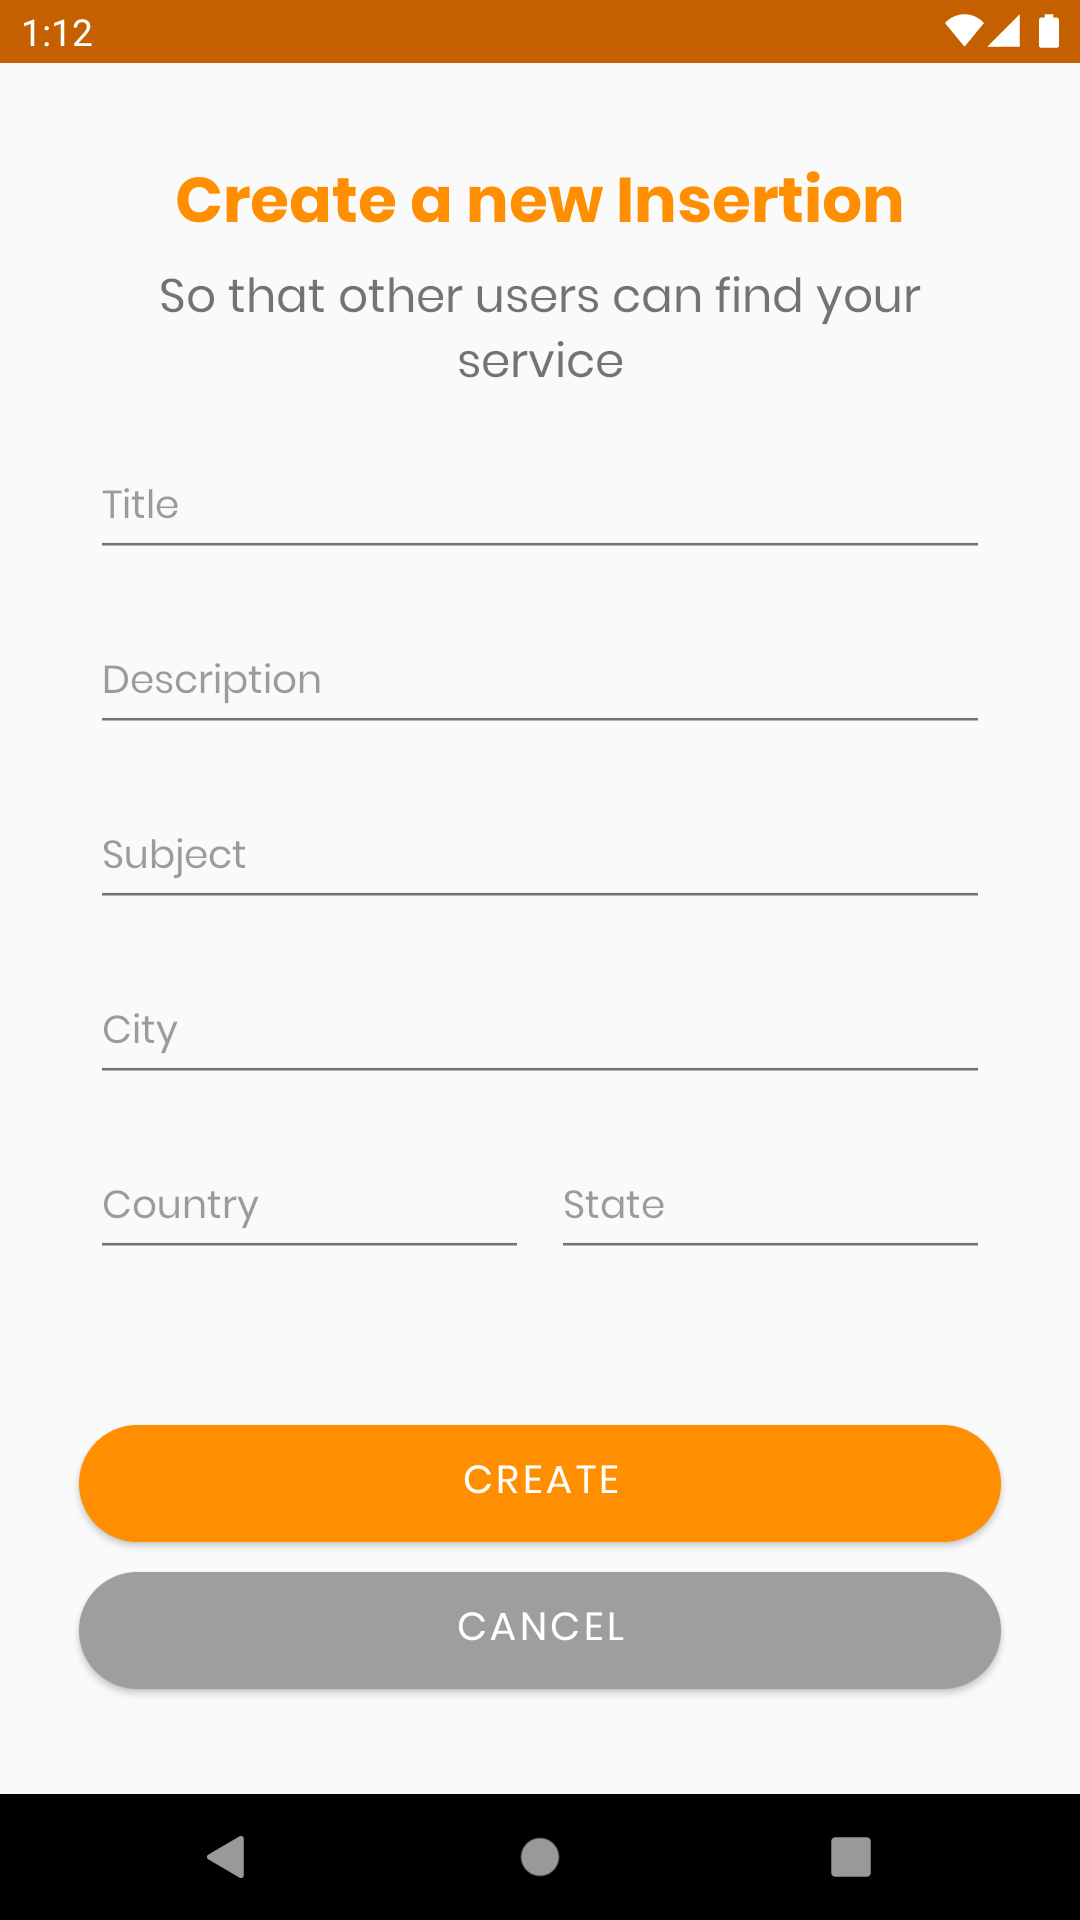 1:12
Create a new Insertion
So that other users can find your
service
Title
Description
Subject
City
Country State
CREATE
CANCEL